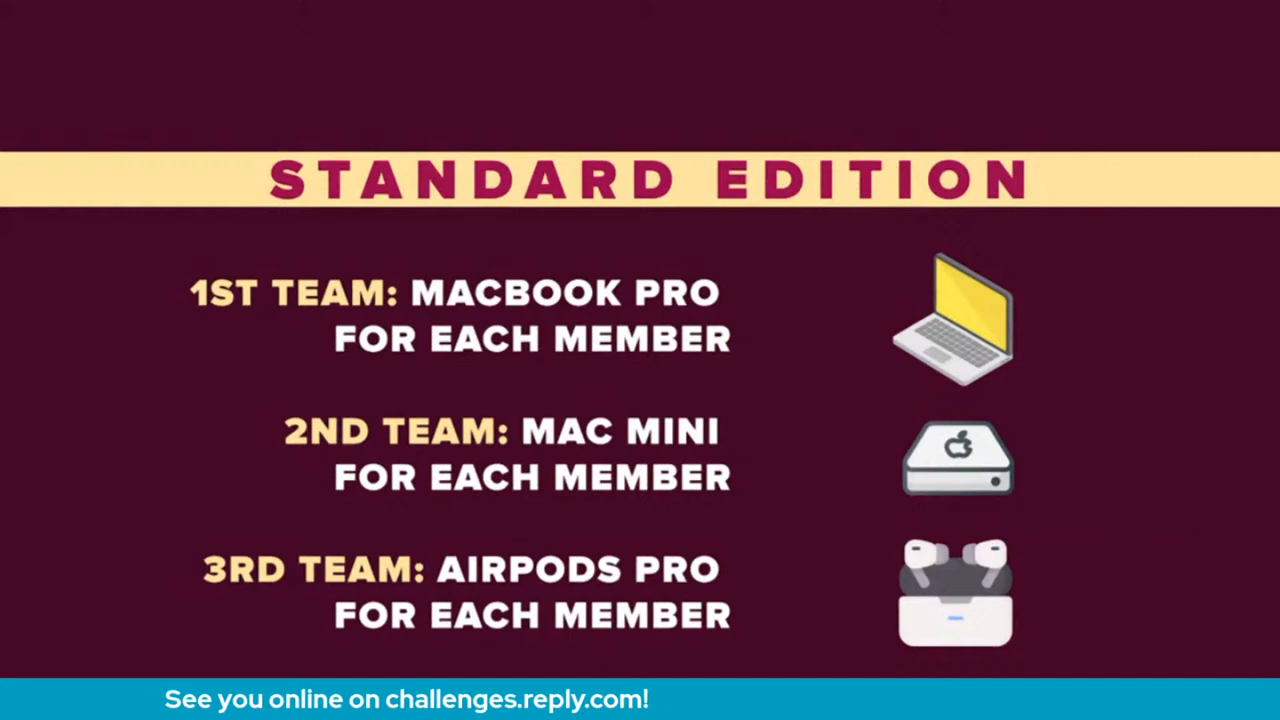 STANDARD EDITION
1ST TEAM: MACBOOK PRO
FOR EACH MEMBER
2ND TEAM: MAC MINI
FOR EACH MEMBER
3RD TEAM: AIRPODS PRO
FOR EACH MEMBER
See you online on challenges.reply.com!